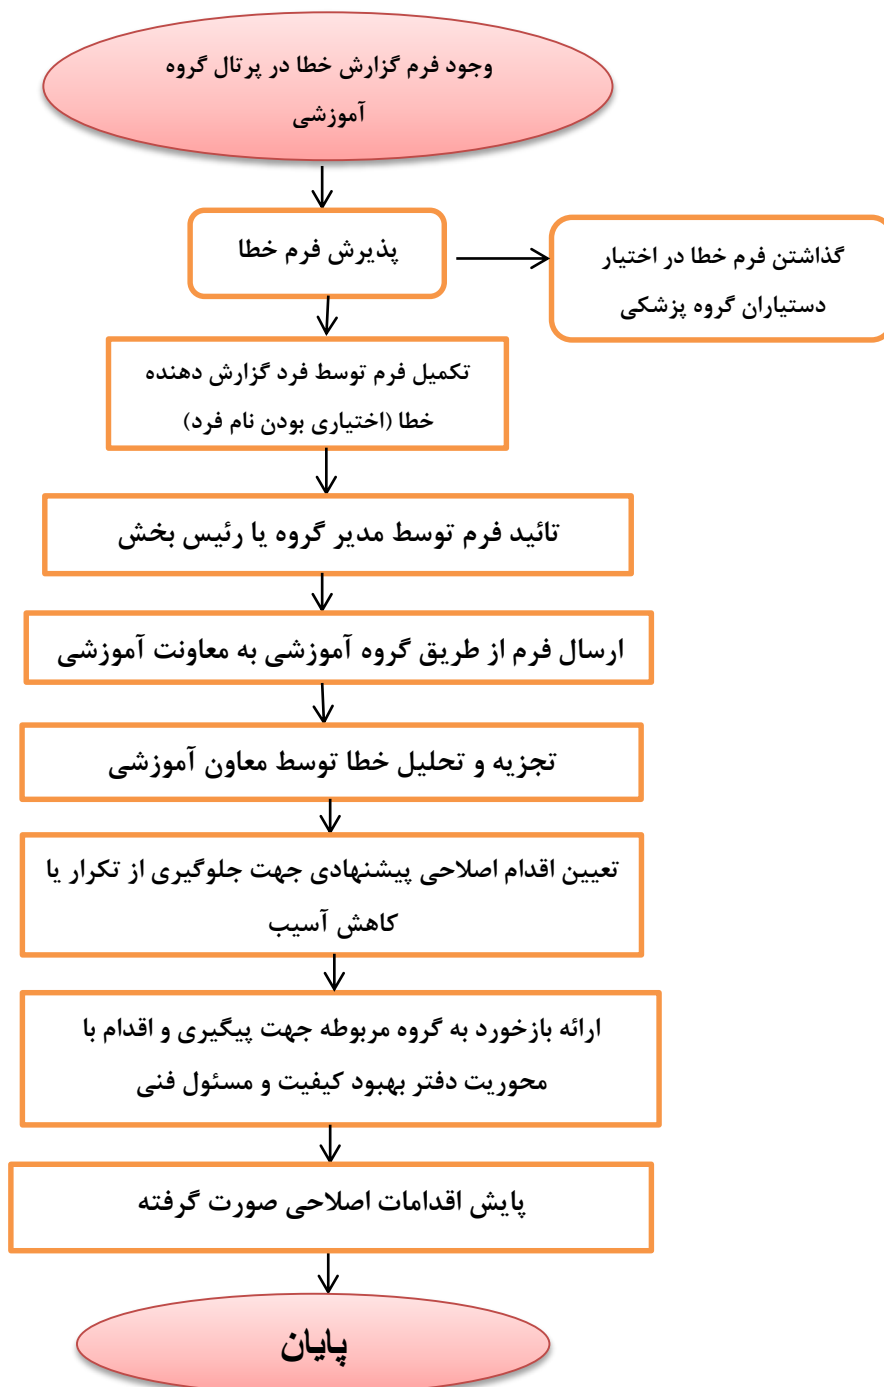 وجود فرم گزارش خطا در پرتال گروه
آموزشی
پذیرش فرم خطا
گذاشتن فرم خطا در اختیار
دستیاران گروه پزشکی
تکمیل فرم توسط فرد گزارش دهنده
خطا (اختیاری بودن نام فرد)
تائید فرم توسط مدیر گروه یا رئیس بخش
ارسال فرم از طریق گروه آموزشی به معاونت آموزشی
تجزیه و تحلیل خطا توسط معاون آموزشی
تعیین اقدام اصلاحی پیشنهادی جهت جلوگیری از تکرار یا
کاهش آسیب
ارائه بازخورد به گروه مربوطه جهت پیگیری و اقدام با
محوریت دفتر بهبود کیفیت و مسئول فنی
پایش اقدامات اصلاحی صورت گرفته
پایان